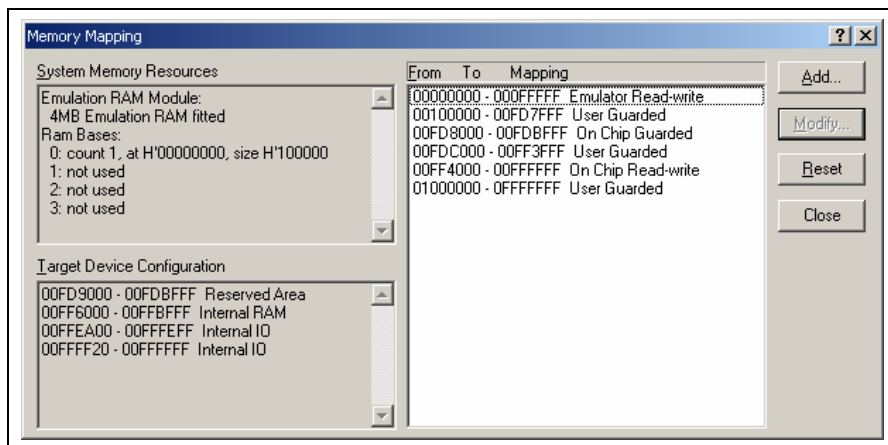 Memory Mapping
System Memory Resources
Emulation RAM Module:
4MB Emulation RAM fitted
Ram Bases:
0: count 1, at H'00000000, size H'100000
1: not used
2: not used
3: not used
Target Device Configuration
00FD9000 - 00FDBFFF Reserved Area
00FF6000 - 00FFBFFF Internal RAM
00FFEA00 - 00FFFEFF Internal IO
00FFFF20 - 00FFFFFF Internal IO
From To Mapping
00000000 - 000FFFFF Emulator Read-write
00100000 - 00FD7FFF User Guarded
00FD8000 - 00FDBFFF On Chip Guarded
00FDC000 - 00FF3FFF User Guarded
00FF4000 - 00FFFFFF On Chip Read-write
01000000 - 0FFFFFFF User Guarded
Add...
Modify...
Reset
Close